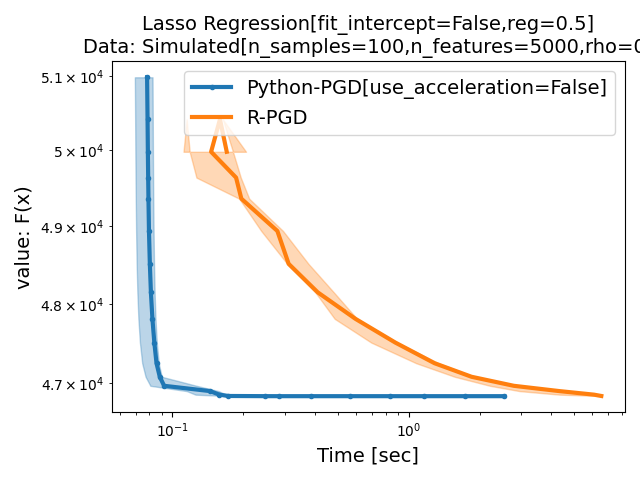 Lasso Regression[fit_intercept=False,reg=0.5]
Data: Simulated[n_samples=100,n_features=5000,rho=0
Python-PGD[use_acceleration=False]
R-PGD
value: F(x)
5.1 × 10⁴
5 × 10⁴
4.9 × 10⁴
4.8 × 10⁴
4.7 × 10⁴
10⁻¹ 10⁰
Time [sec]